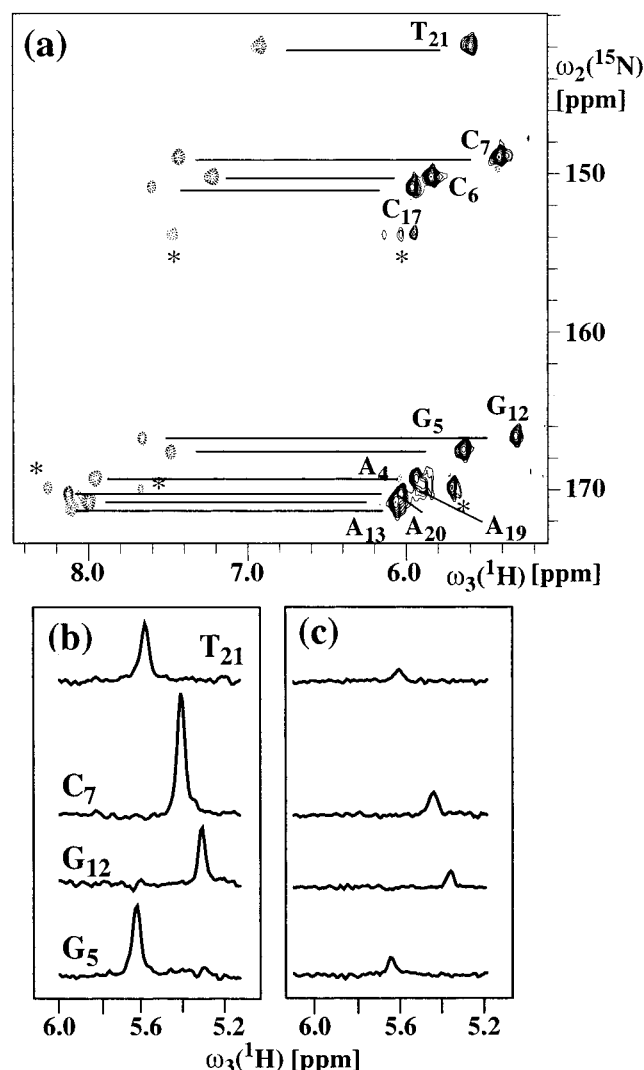 (a)
T21
ω2(15N)
[ppm]
C7
150
C6
C17
*
*
160
G5
G12
*
A4
*
170
*
A13
A20
A19
8.0
7.0
6.0
ω3(1H) [ppm]
(b)
(c)
T21
C7
G12
G5
6.0
5.6
5.2
6.0
5.6
5.2
ω3(1H) [ppm]